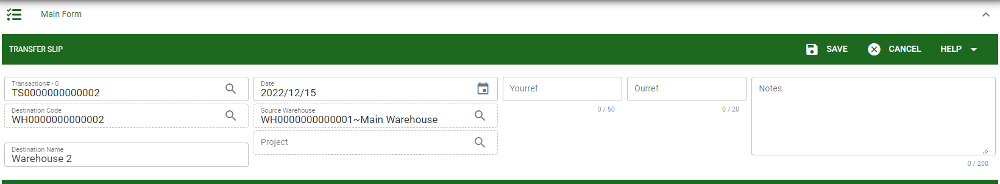 Main Form
TRANSFER SLIP
SAVE
CANCEL
HELP
Transaction# - 0
TS0000000000002
Date
2022/12/15
Yourref
0 / 50
Ourref
0 / 20
Notes
0 / 200
Destination Code
WH0000000000002
Source Warehouse
WH0000000000001~Main Warehouse
Project
Destination Name
Warehouse 2